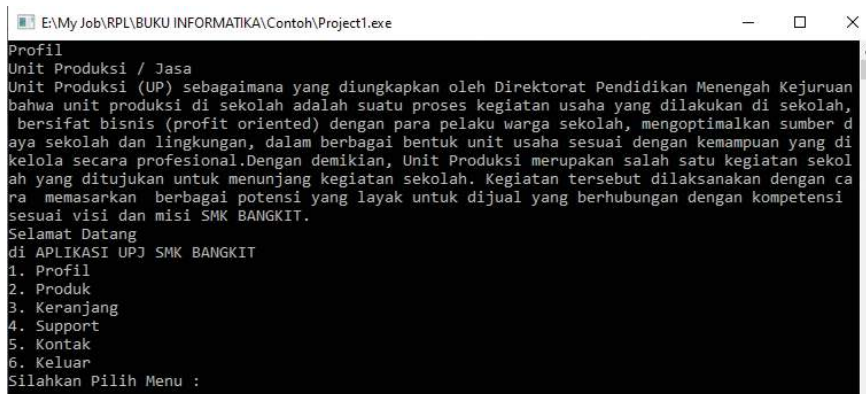 E:\My Job\RPL\BUKU INFORMATIKA\Contoh\Project1.exe
Profil
Unit Produksi / Jasa
Unit Produksi (UP) sebagaimana yang diungkapkan oleh Direktorat Pendidikan Menengah Kejuruan
bahwa unit produksi di sekolah adalah suatu proses kegiatan usaha yang dilakukan di sekolah,
bersifat bisnis (profit oriented) dengan para pelaku warga sekolah, mengoptimalkan sumber d
aya sekolah dan lingkungan, dalam berbagai bentuk unit usaha sesuai dengan kemampuan yang di
kelola secara profesional.Dengan demikian, Unit Produksi merupakan salah satu kegiatan sekol
ah yang ditujukan untuk menunjang kegiatan sekolah. Kegiatan tersebut dilaksanakan dengan ca
ra  memasarkan  berbagai potensi yang layak untuk dijual yang berhubungan dengan kompetensi
sesuai visi dan misi SMK BANGKIT.
Selamat Datang
di APLIKASI UPJ SMK BANGKIT
1. Profil
2. Produk
3. Keranjang
4. Support
5. Kontak
6. Keluar
Silahkan Pilih Menu :